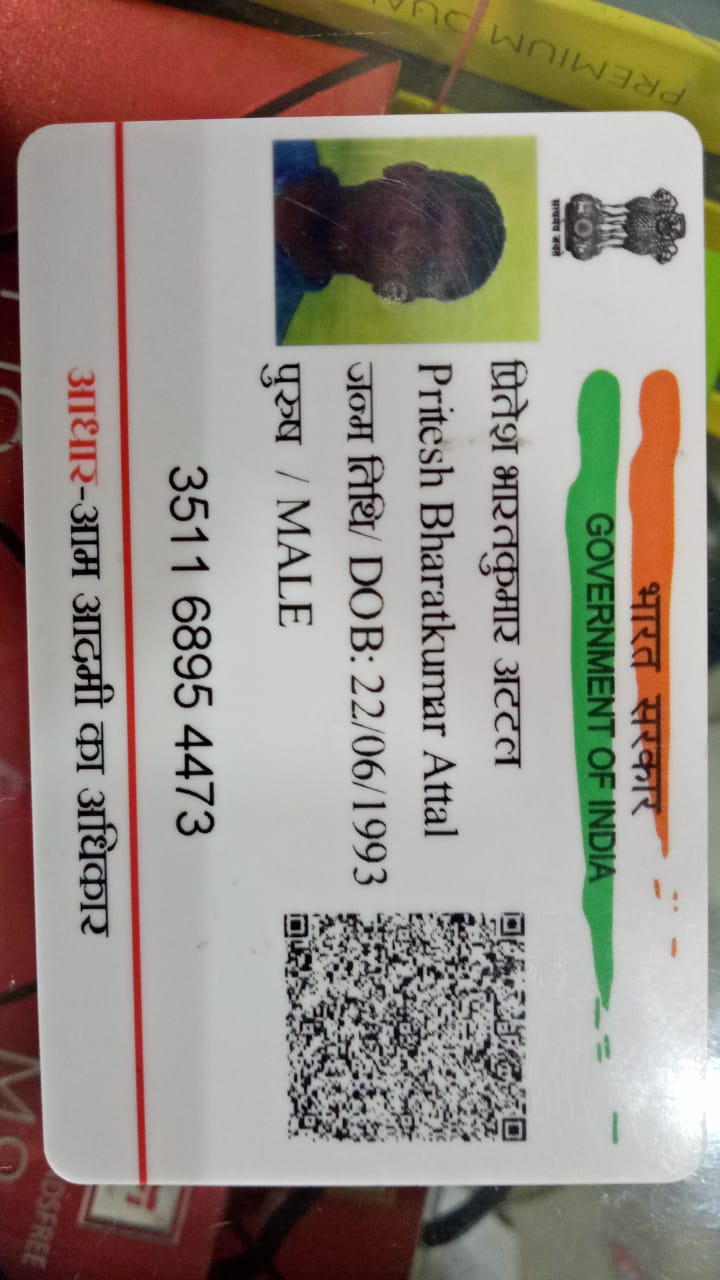 भारत सरकार
GOVERNMENT OF INDIA
सत्यमेव जयते
प्रितेश भारतकुमार अटटल
Pritesh Bharatkumar Attal
जन्म तिथि/ DOB: 22/06/1993
पुरुष / MALE
3511 6895 4473
आधार-आम आदमी का अधिकार
PREMIUM QUA